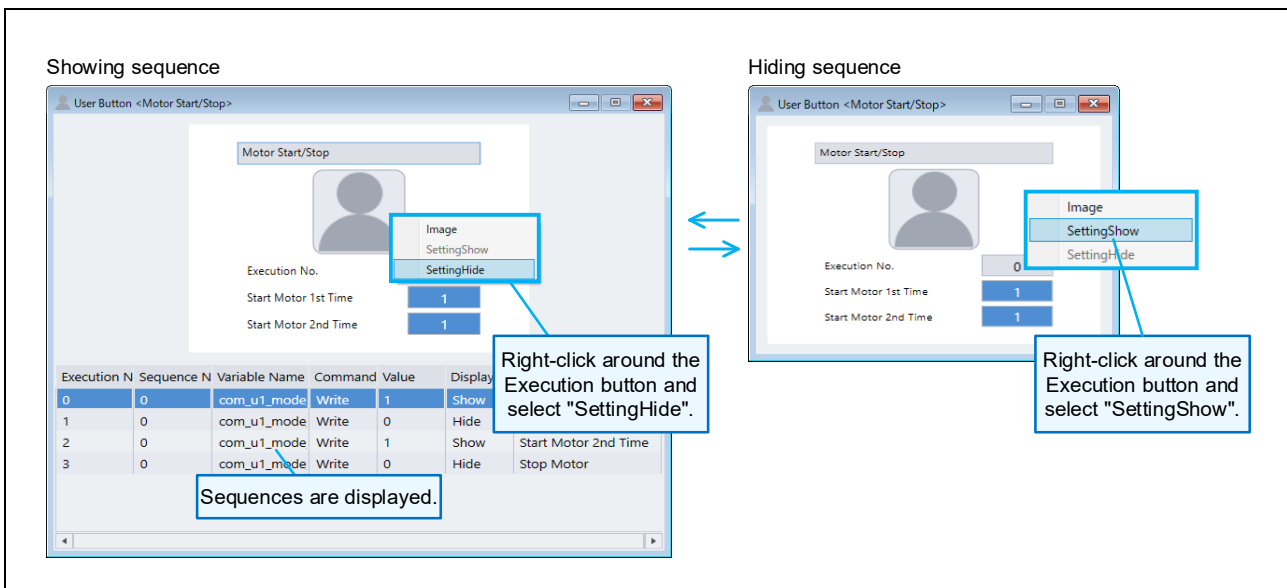 Showing sequence
User Button <Motor Start/Stop>
Motor Start/Stop
Image
SettingShow
SettingHide
Execution No.
Start Motor 1st Time
1
Start Motor 2nd Time
1
Right-click around the
Execution button and
select "SettingHide".
Execution N Sequence N Variable Name Command Value Display
0 0 com_u1_mode Write 1 Show
1 0 com_u1_mode Write 0 Hide
2 0 com_u1_mode Write 1 Show Start Motor 2nd Time
3 0 com_u1_mode Write 0 Hide Stop Motor
Sequences are displayed.
Hiding sequence
User Button <Motor Start/Stop>
Motor Start/Stop
Image
SettingShow
SettingHide
Execution No. 0
Start Motor 1st Time 1
Start Motor 2nd Time 1
Right-click around the
Execution button and
select "SettingShow".